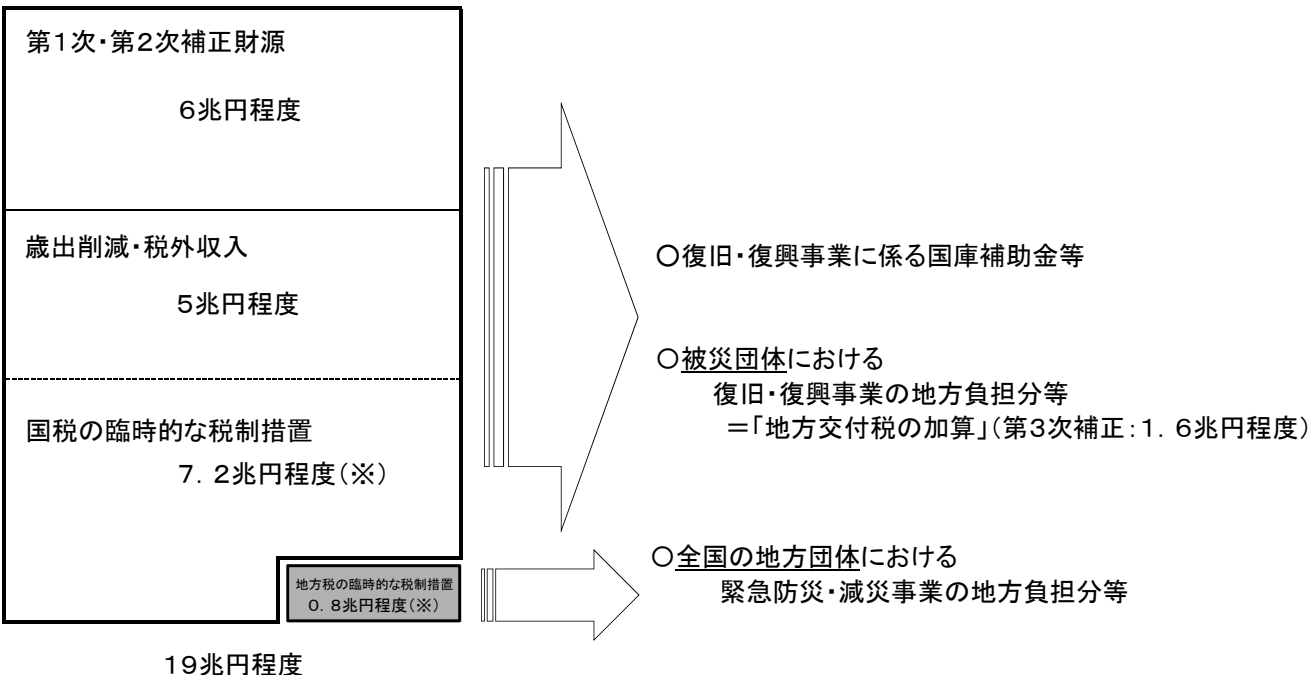 第1次・第2次補正財源
6兆円程度
歳出削減・税外収入
5兆円程度
国税の臨時的な税制措置
7．2兆円程度（※）
地方税の臨時的な税制措置
0．8兆円程度（※）
19兆円程度
○復旧・復興事業に係る国庫補助金等
○被災団体における
復旧・復興事業の地方負担分等
＝「地方交付税の加算」（第3次補正：1．6兆円程度）
○全国の地方団体における
緊急防災・減災事業の地方負担分等